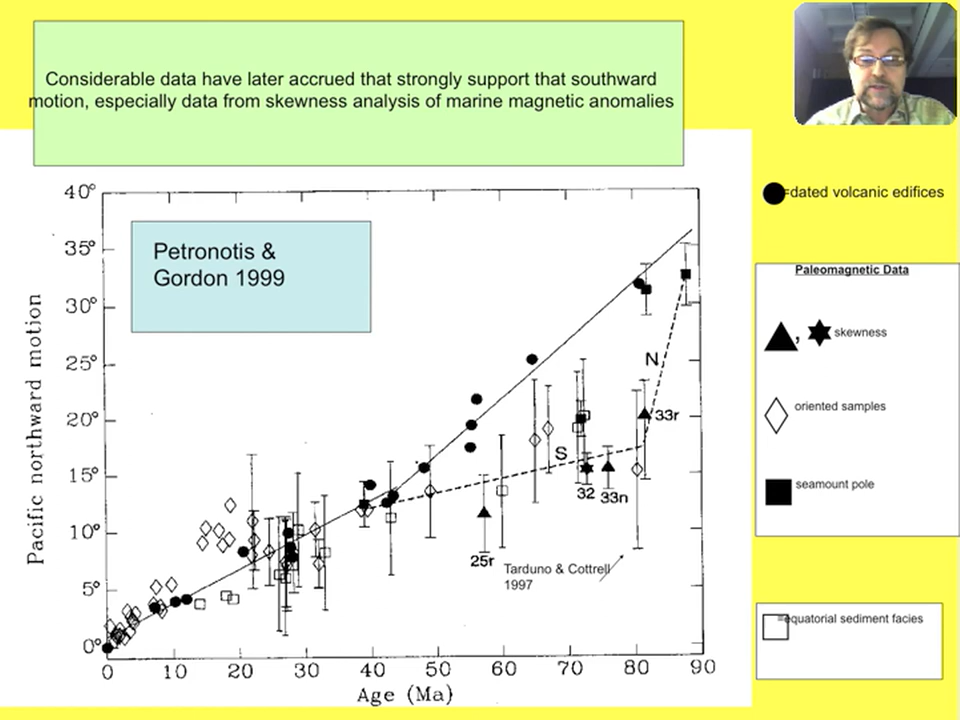 Considerable data have later accrued that strongly support that southward
motion, especially data from skewness analysis of marine magnetic anomalies
Petronotis &
Gordon 1999
Pacific northward motion
40°
35°
30°
25°
20°
15°
10°
5°
0°
N
S
33r
32 33n
25r
Tarduno & Cottrell
1997
0 10 20 30 40 50 60 70 80 90
Age (Ma)
=dated volcanic edifices
Paleomagnetic Data
, skewness
oriented samples
seamount pole
=equatorial sediment facies